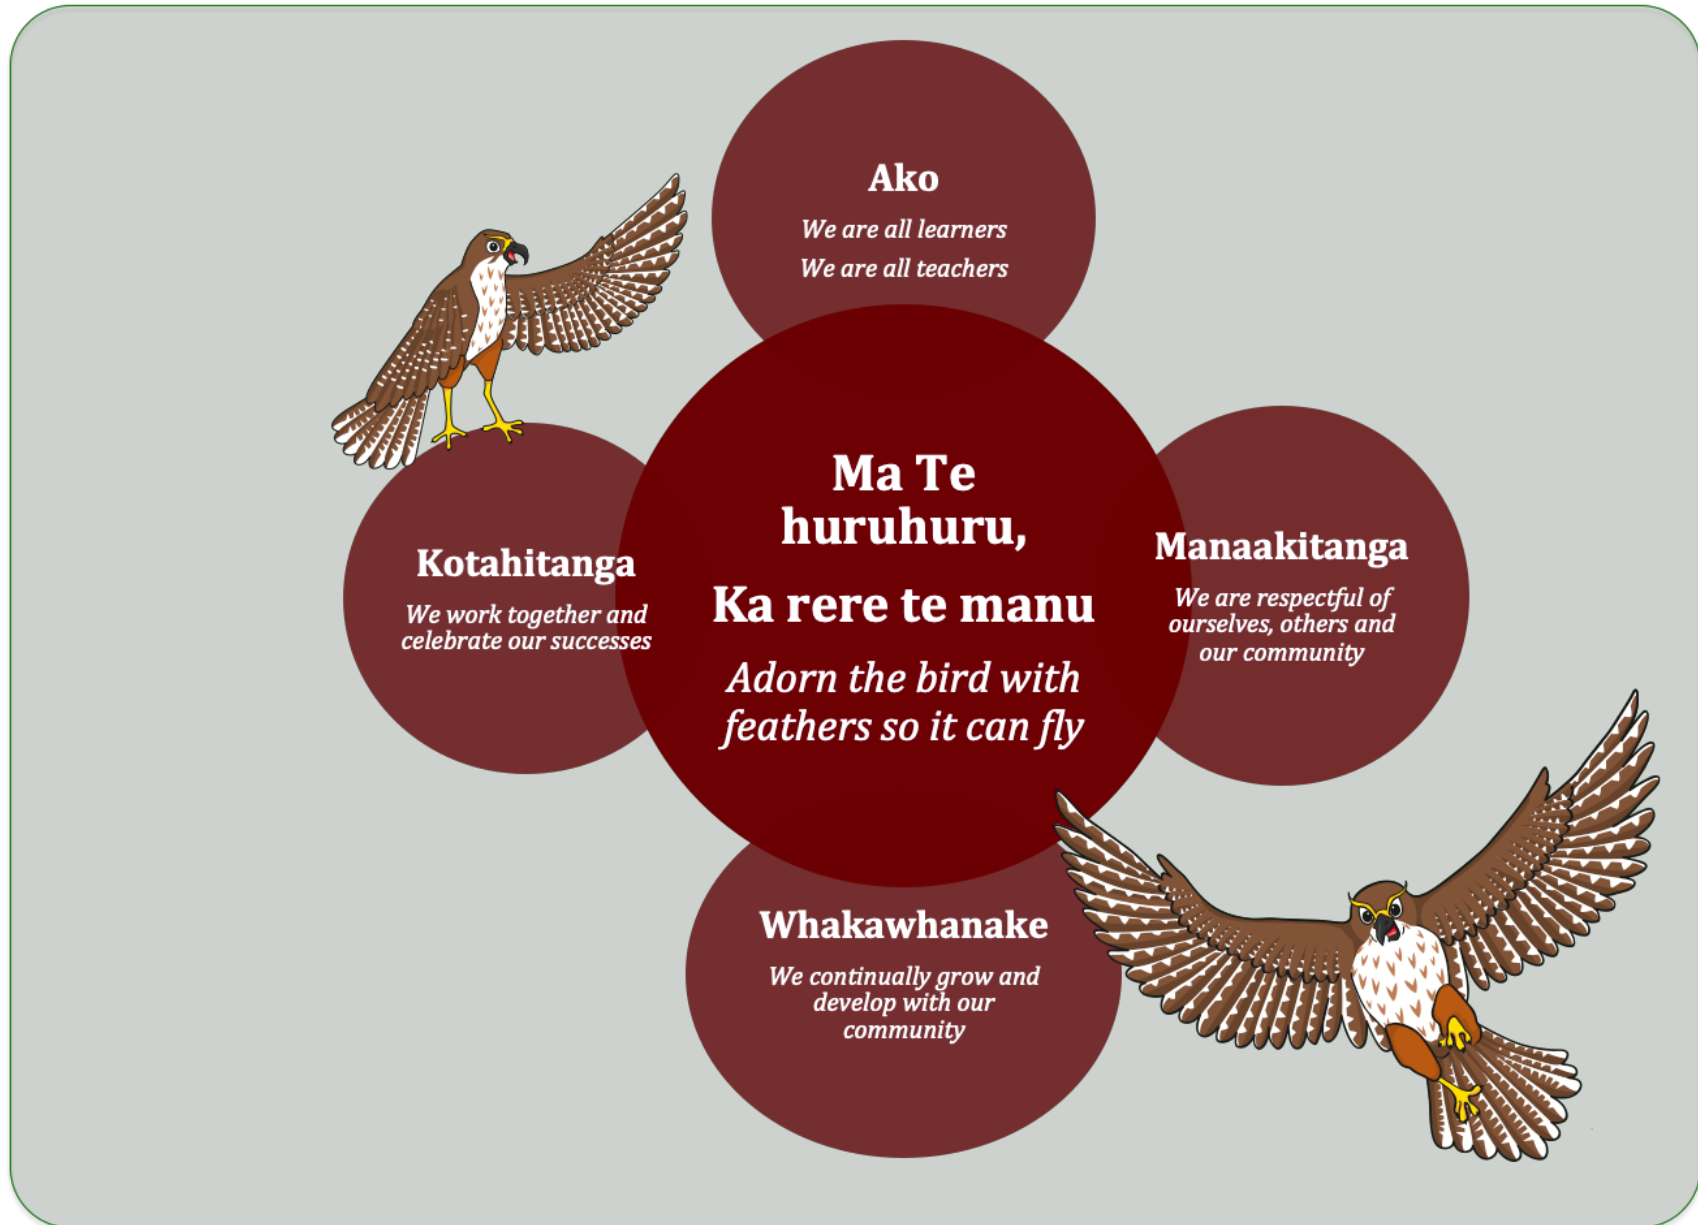 Ako
We are all learners
We are all teachers
Ma Te
huruhuru,
Ka rere te manu
Adorn the bird with
feathers so it can fly
Kotahitanga
We work together and
celebrate our successes
Manaakitanga
We are respectful of
ourselves, others and
our community
Whakawhanake
We continually grow and
develop with our
community